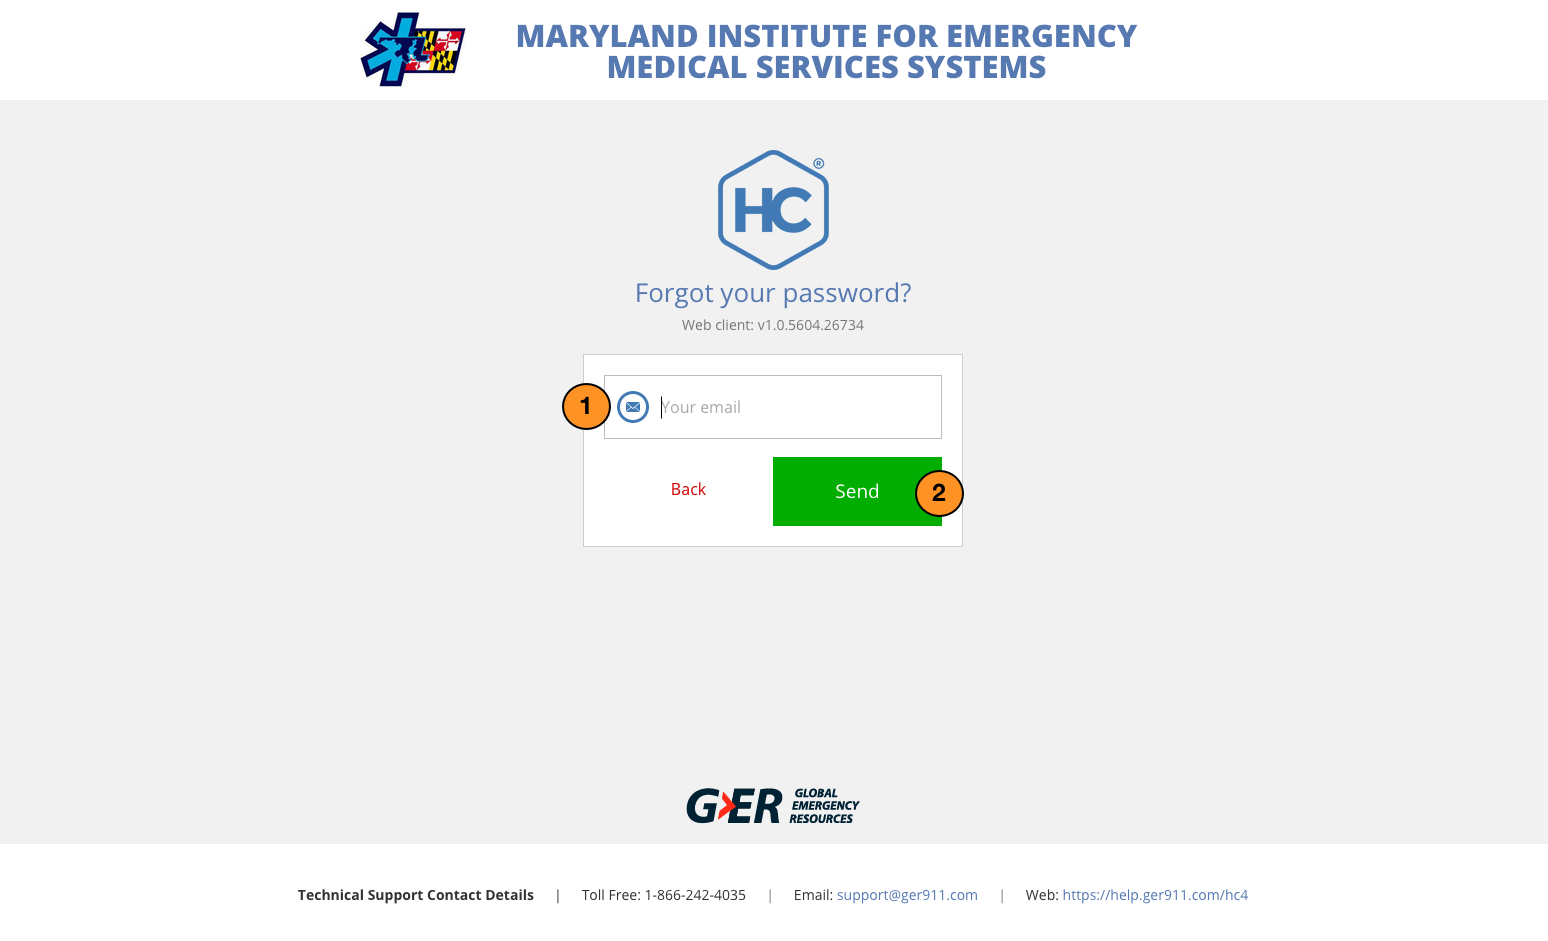 MARYLAND INSTITUTE FOR EMERGENCY
MEDICAL SERVICES SYSTEMS
HC®
Forgot your password?
Web client: v1.0.5604.26734
1
Your email
Back
Send
2
GER
GLOBAL
EMERGENCY
RESOURCES
Technical Support Contact Details | Toll Free: 1-866-242-4035 | Email: support@ger911.com | Web: https://help.ger911.com/hc4